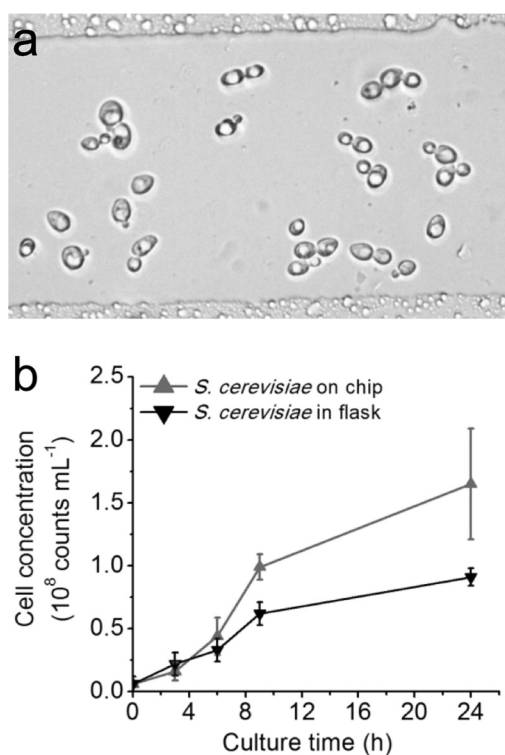 a
b
S. cerevisiae on chip
S. cerevisiae in flask
2.5
2.0
1.5
1.0
0.5
0.0
0 4 8 12 16 20 24
Cell concentration
(10⁸ counts mL⁻¹)
Culture time (h)